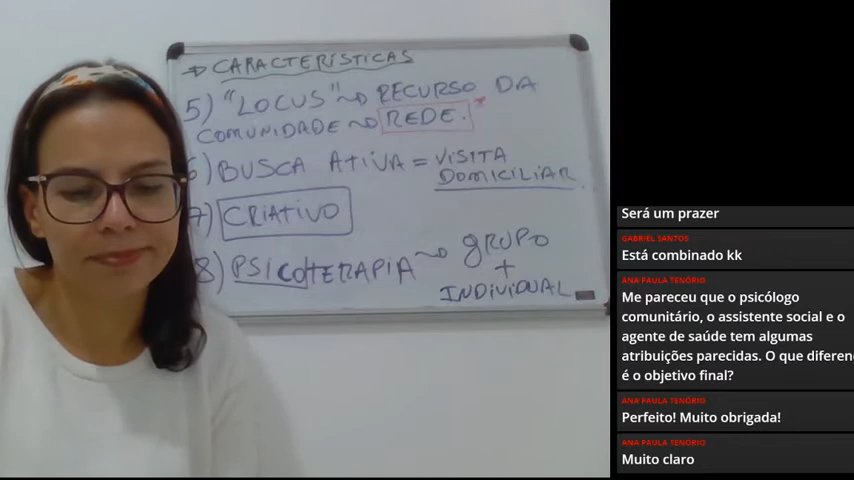 → CARACTERÍSTICAS
5) "LOCUS" ~> RECURSO DA
COMUNIDADE ~> REDE. *
6) BUSCA ATIVA = VISITA
DOMICILIAR
7) CRIATIVO
8) PSICOTERAPIA ~> GRUPO
+
INDIVIDUAL
Será um prazer
GABRIEL SANTOS
Está combinado kk
ANA PAULA TENÓRIO
Me pareceu que o psicólogo
comunitário, o assistente social e o
agente de saúde tem algumas
atribuições parecidas. O que diferen
é o objetivo final?
ANA PAULA TENÓRIO
Perfeito! Muito obrigada!
ANA PAULA TENÓRIO
Muito claro